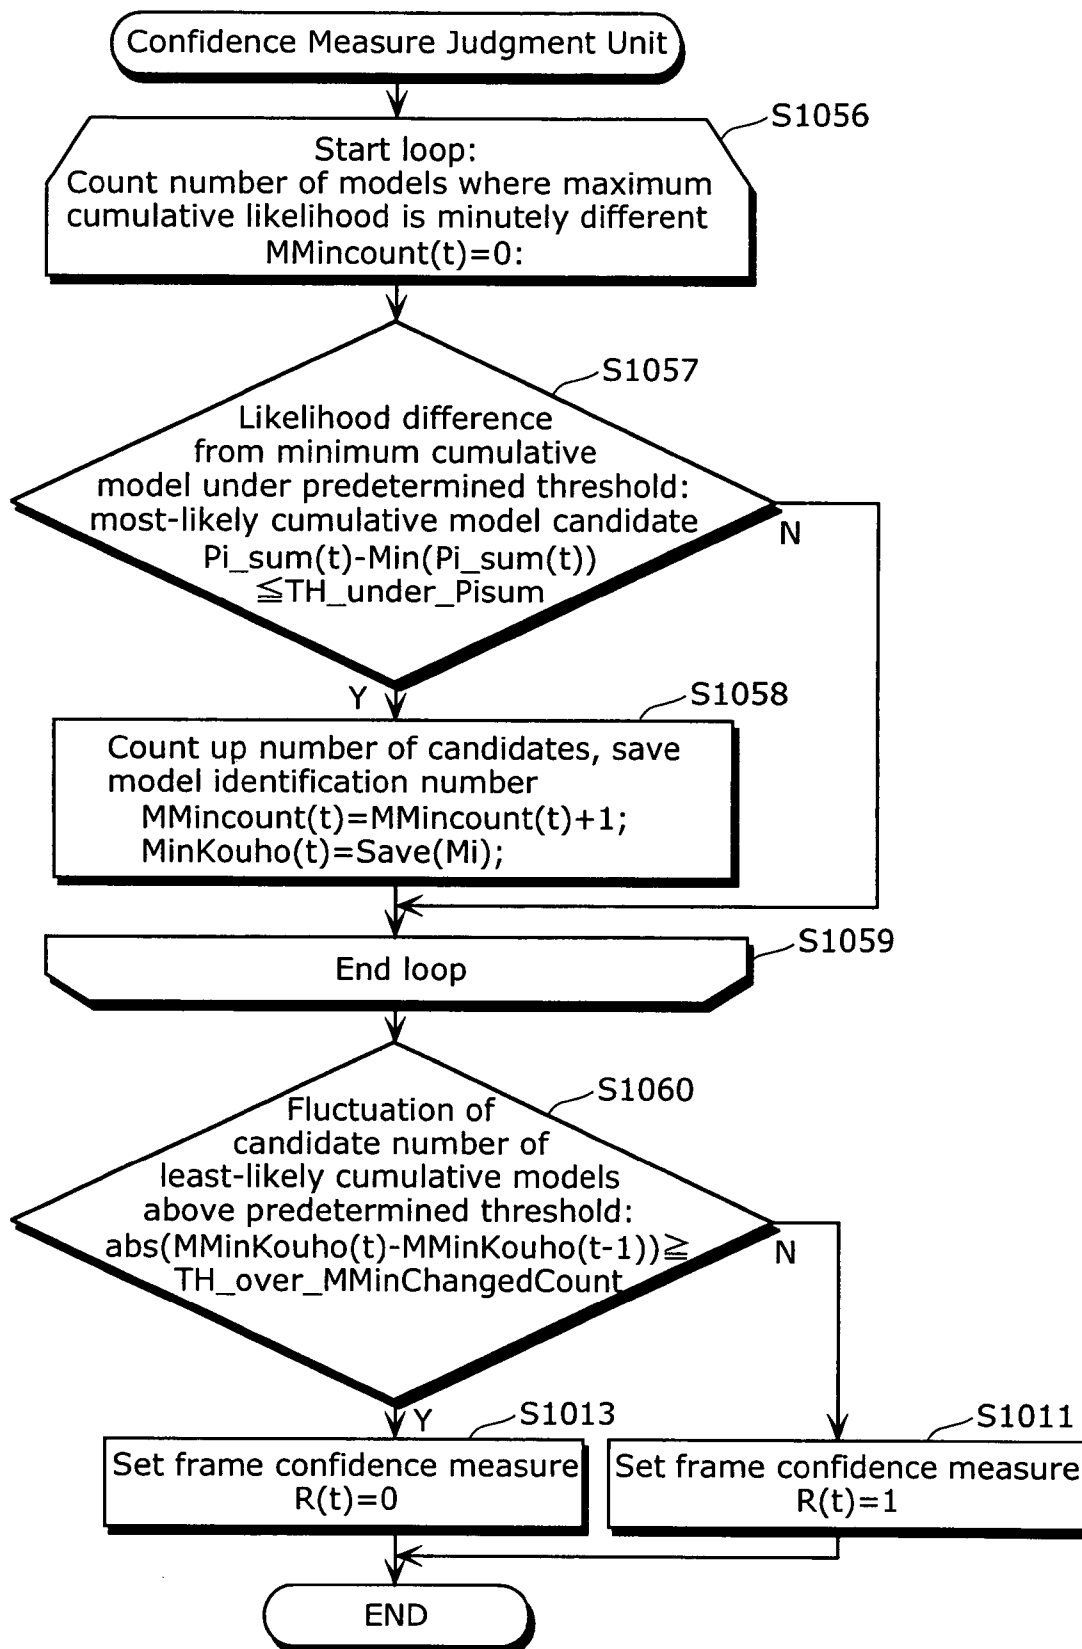 Confidence Measure Judgment Unit
S1056
Start loop:
Count number of models where maximum
cumulative likelihood is minutely different
MMincount(t)=0:
S1057
Likelihood difference
from minimum cumulative
model under predetermined threshold:
most-likely cumulative model candidate
Pi_sum(t)-Min(Pi_sum(t))
≦TH_under_Pisum
N
Y
S1058
Count up number of candidates, save
model identification number
MMincount(t)=MMincount(t)+1;
MinKouho(t)=Save(Mi);
S1059
End loop
S1060
Fluctuation of
candidate number of
least-likely cumulative models
above predetermined threshold:
abs(MMinKouho(t)-MMinKouho(t-1))≧
TH_over_MMinChangedCount
N
Y
S1013
Set frame confidence measure
R(t)=0
S1011
Set frame confidence measure
R(t)=1
END